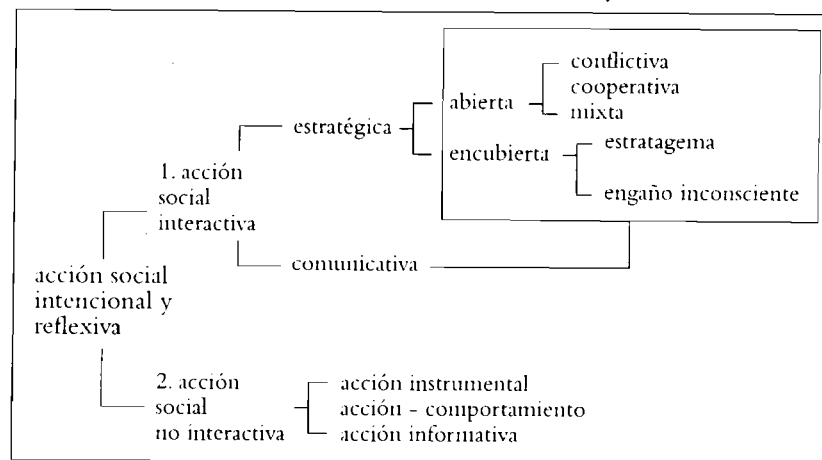 conflictiva
abierta
cooperativa
mixta
estratégica
encubierta
estratagema
engaño inconsciente
1. acción
social
interactiva
comunicativa
acción social
intencional y
reflexiva
2. acción
social
no interactiva
acción instrumental
acción - comportamiento
acción informativa